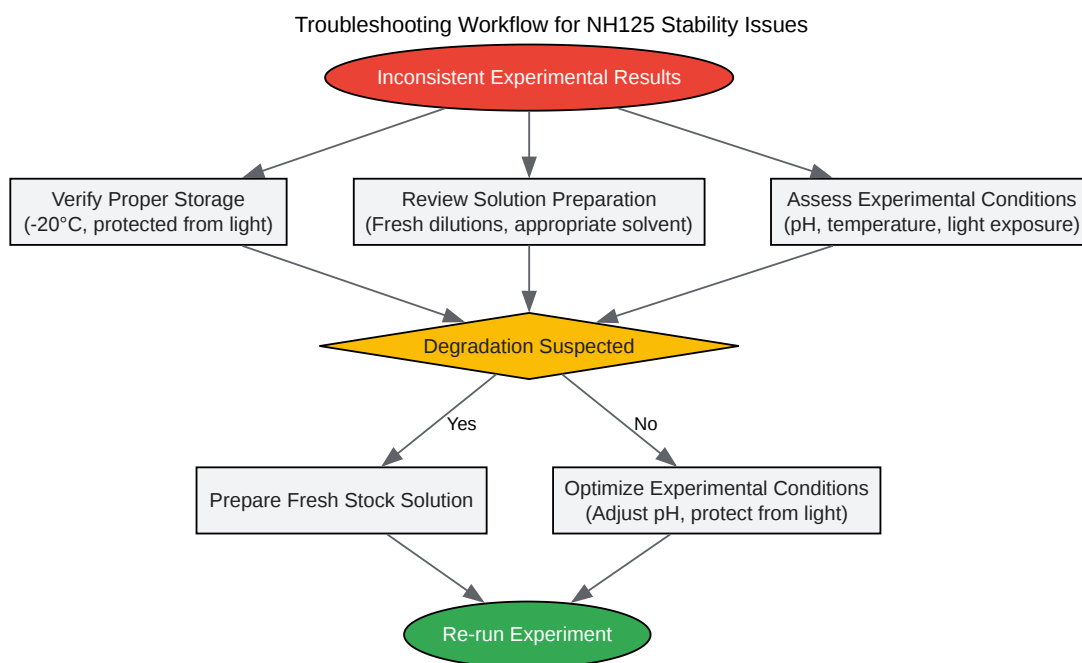 Troubleshooting Workflow for NH125 Stability Issues
Inconsistent Experimental Results
Verify Proper Storage
(-20°C, protected from light)
Review Solution Preparation
(Fresh dilutions, appropriate solvent)
Assess Experimental Conditions
(pH, temperature, light exposure)
Degradation Suspected
Yes
No
Prepare Fresh Stock Solution
Optimize Experimental Conditions
(Adjust pH, protect from light)
Re-run Experiment